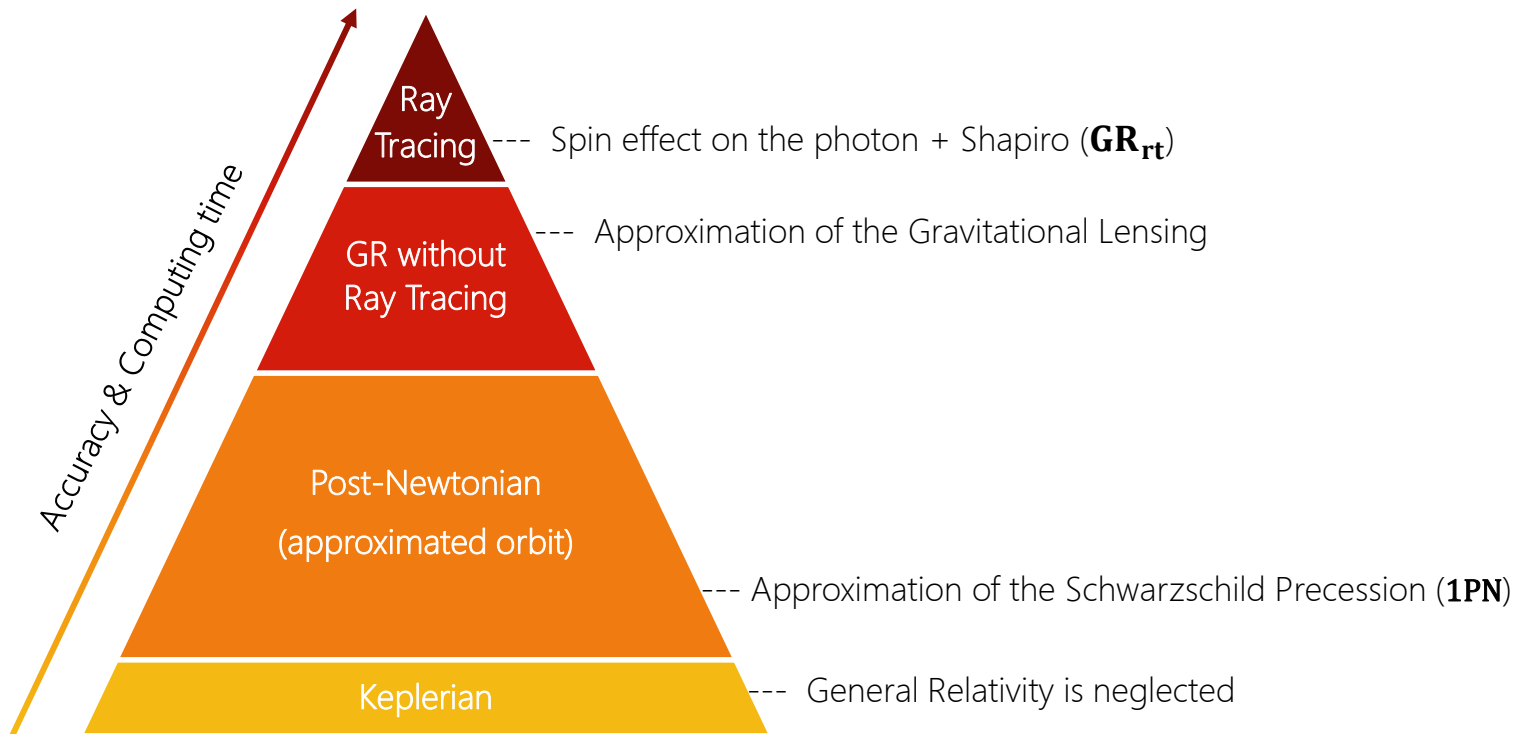 Accuracy & Computing time
Ray
Tracing
--- Spin effect on the photon + Shapiro (GRrt)
GR without
Ray Tracing
--- Approximation of the Gravitational Lensing
Post-Newtonian
(approximated orbit)
--- Approximation of the Schwarzschild Precession (1PN)
Keplerian
--- General Relativity is neglected